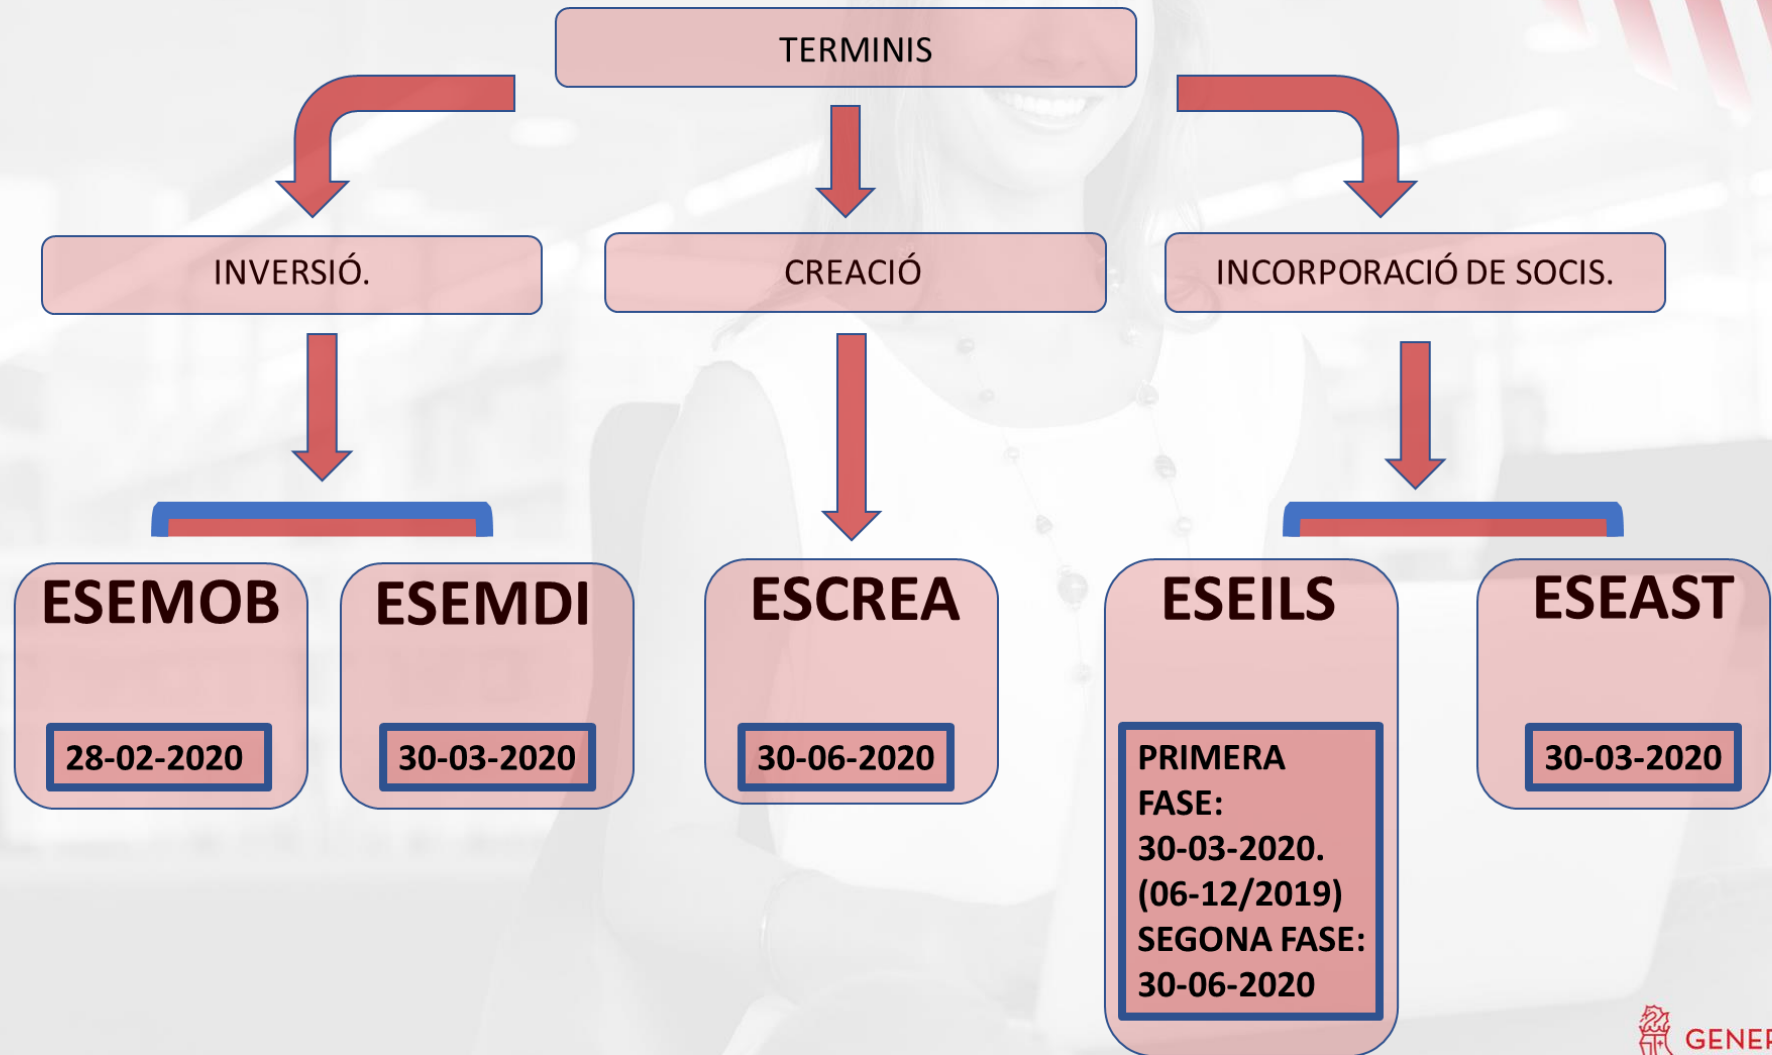 TERMINIS
INVERSIÓ.
CREACIÓ
INCORPORACIÓ DE SOCIS.
ESEMOB
28-02-2020
ESEMDI
30-03-2020
ESCREA
30-06-2020
ESEILS
PRIMERA
FASE:
30-03-2020.
(06-12/2019)
SEGONA FASE:
30-06-2020
ESEAST
30-03-2020